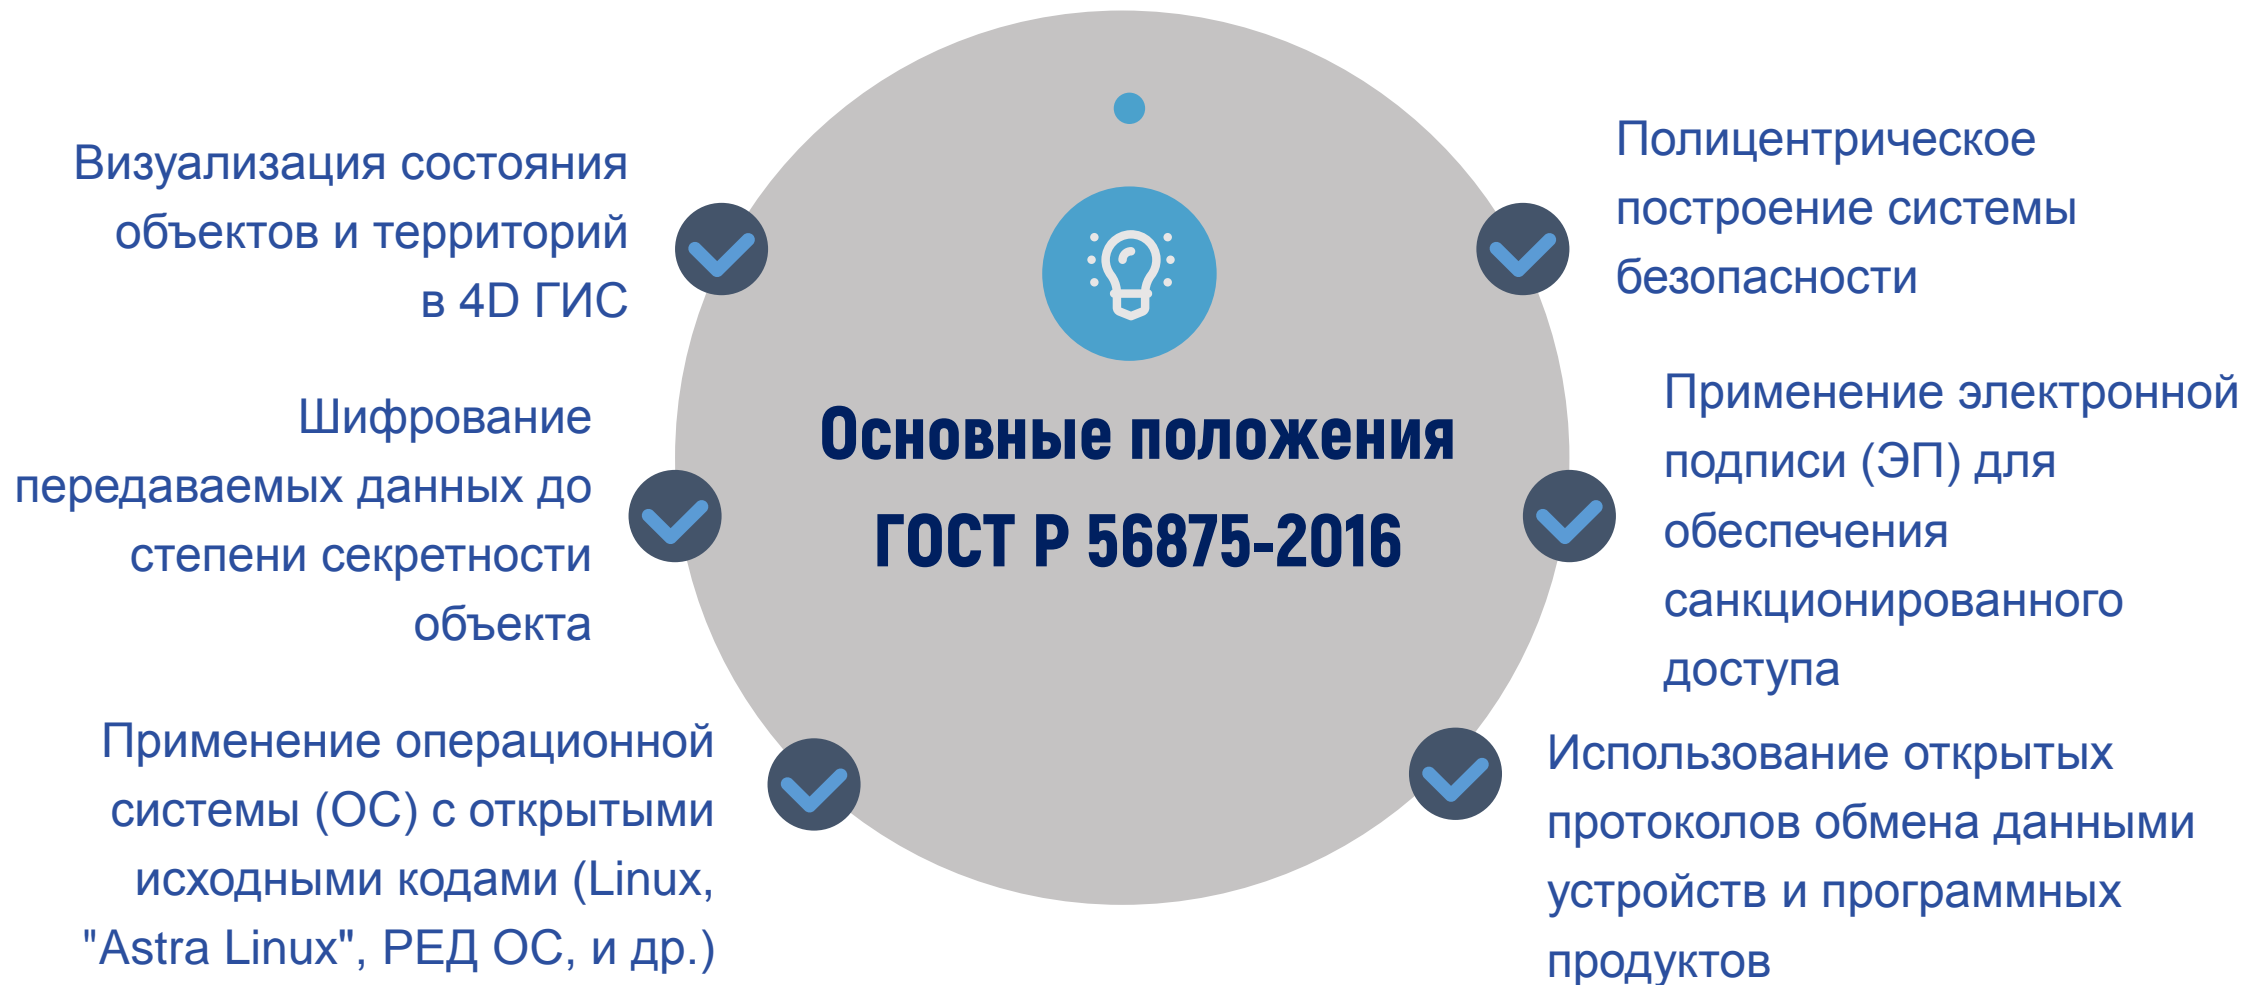 Визуализация состояния
объектов и территорий
в 4D ГИС
Шифрование
передаваемых данных до
степени секретности
объекта
Применение операционной
системы (ОС) с открытыми
исходными кодами (Linux,
"Astra Linux", РЕД ОС, и др.)
Основные положения
ГОСТ Р 56875-2016
Полицентрическое
построение системы
безопасности
Применение электронной
подписи (ЭП) для
обеспечения
санкционированного
доступа
Использование открытых
протоколов обмена данными
устройств и программных
продуктов